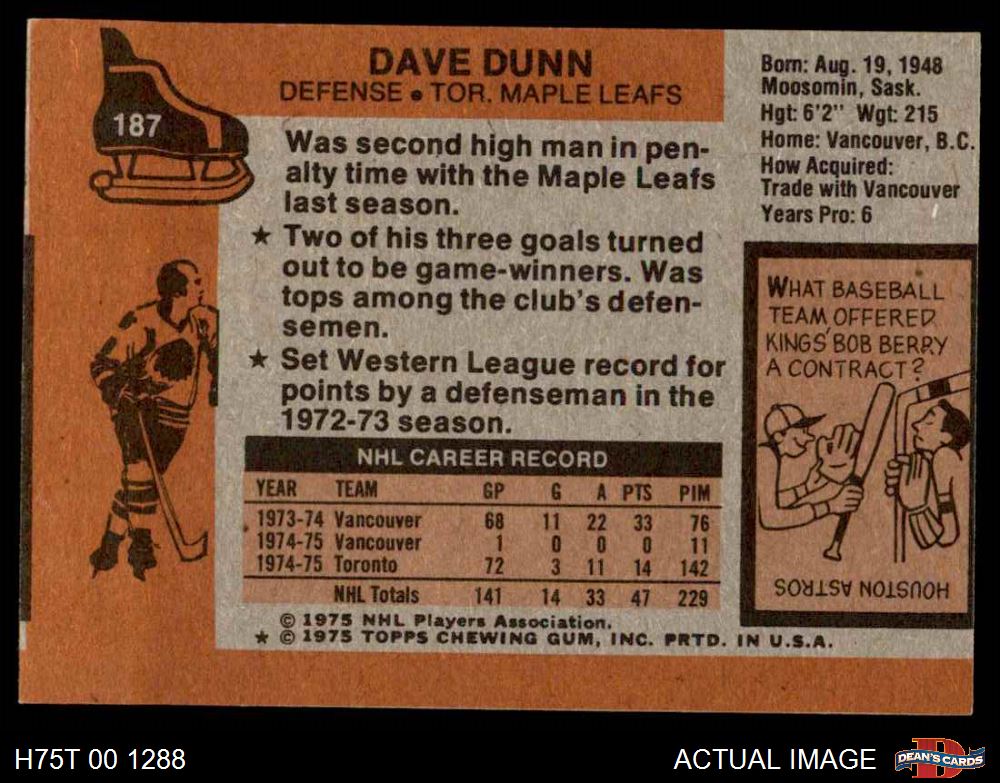 DAVE DUNN
DEFENSE • TOR. MAPLE LEAFS
187
Was second high man in pen-
alty time with the Maple Leafs
last season.
★ Two of his three goals turned
out to be game-winners. Was
tops among the club's defen-
semen.
★ Set Western League record for
points by a defenseman in the
1972-73 season.
Born: Aug. 19, 1948
Moosomin, Sask.
Hgt: 6'2" Wgt: 215
Home: Vancouver, B.C.
How Acquired:
Trade with Vancouver
Years Pro: 6
WHAT BASEBALL
TEAM OFFERED
KINGS' BOB BERRY
A CONTRACT?
HOUSTON ASTROS
NHL CAREER RECORD
YEAR TEAM GP G A PTS PIM
1973-74 Vancouver 68 11 22 33 76
1974-75 Vancouver 1 0 0 0 11
1974-75 Toronto 72 3 11 14 142
NHL Totals 141 14 33 47 229
© 1975 NHL Players Association.
★ © 1975 TOPPS CHEWING GUM, INC. PRTD. IN U.S.A.
H75T 00 1288
ACTUAL IMAGE
D
DEAN'S CARDS